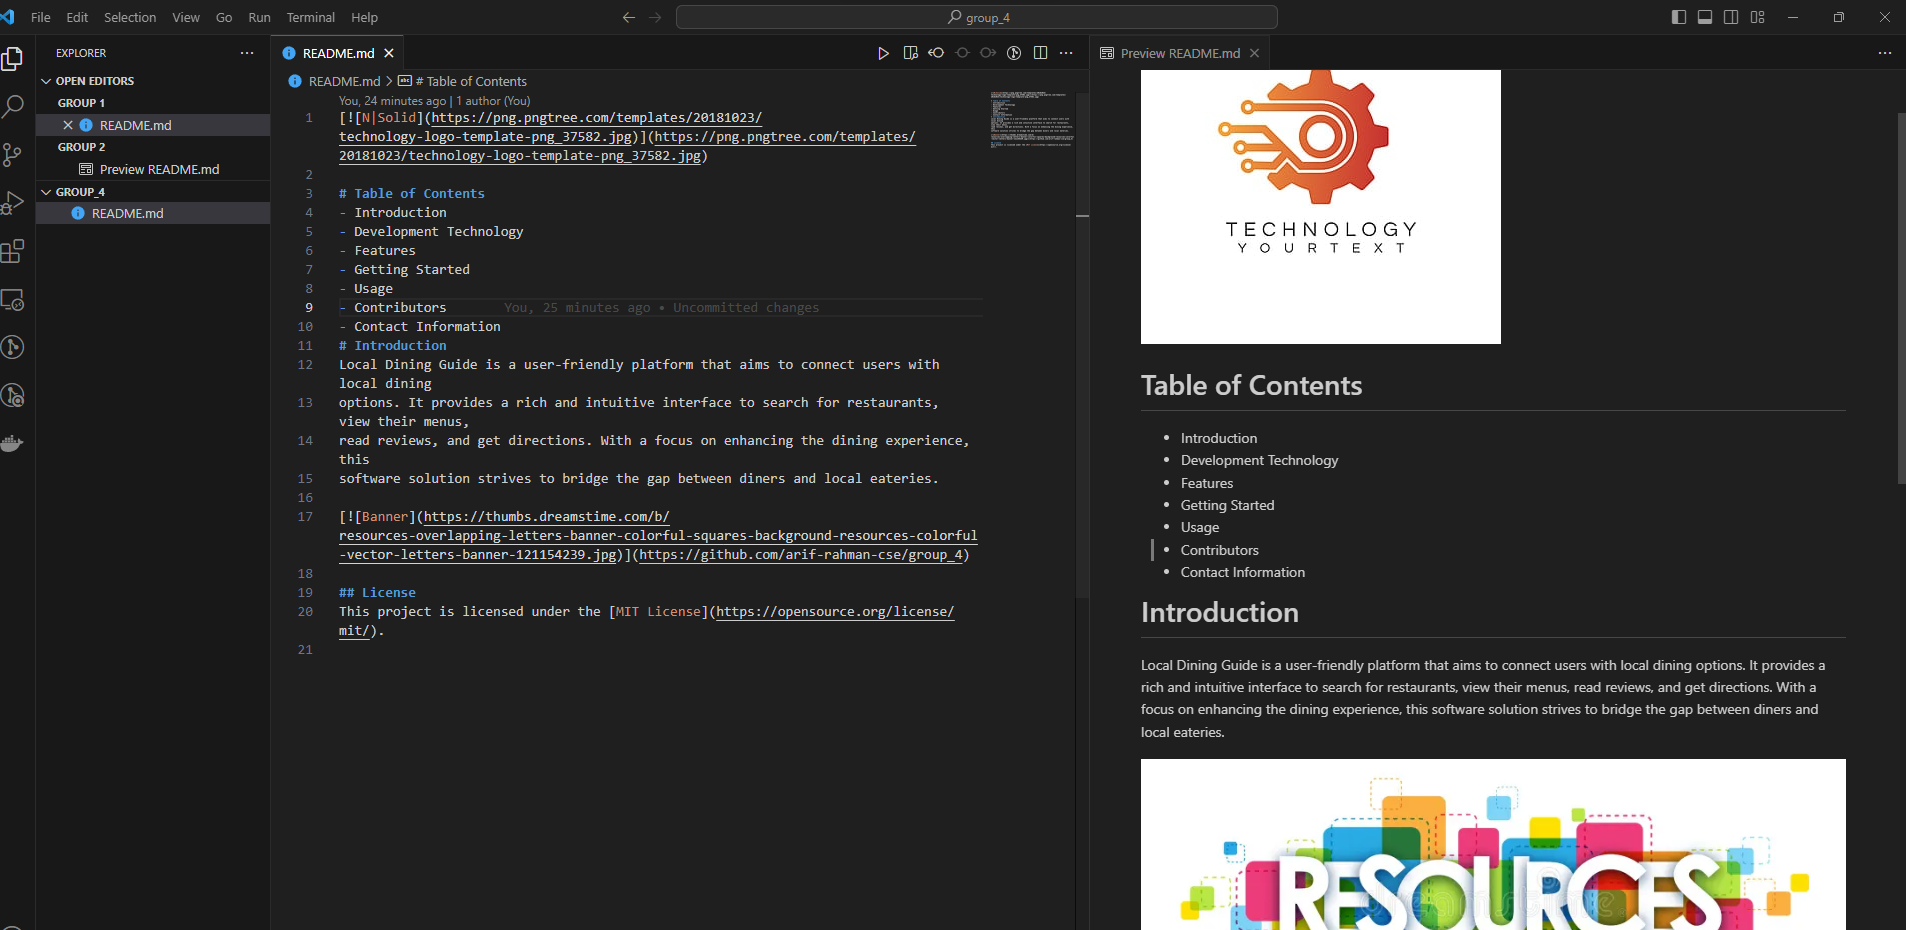 File Edit Selection View Go Run Terminal Help
group_4
EXPLORER
OPEN EDITORS
GROUP 1
README.md
GROUP 2
Preview README.md
GROUP_4
README.md
README.md
README.md > # Table of Contents
You, 24 minutes ago | 1 author (You)
1 [![N|Solid](https://png.pngtree.com/templates/20181023/
technology-logo-template-png_37582.jpg)](https://png.pngtree.com/templates/
20181023/technology-logo-template-png_37582.jpg)
2
3 # Table of Contents
4 - Introduction
5 - Development Technology
6 - Features
7 - Getting Started
8 - Usage
9 - Contributors You, 25 minutes ago • Uncommitted changes
10 - Contact Information
11 # Introduction
12 Local Dining Guide is a user-friendly platform that aims to connect users with
local dining
13 options. It provides a rich and intuitive interface to search for restaurants,
view their menus,
14 read reviews, and get directions. With a focus on enhancing the dining experience,
this
15 software solution strives to bridge the gap between diners and local eateries.
16
17 [![Banner](https://thumbs.dreamstime.com/b/
resources-overlapping-letters-banner-colorful-squares-background-resources-colorful
-vector-letters-banner-121154239.jpg)](https://github.com/arif-rahman-cse/group_4)
18
19 ## License
20 This project is licensed under the [MIT License](https://opensource.org/license/
mit/).
21
Preview README.md
TECHNOLOGY
YOURTEXT
Table of Contents
• Introduction
• Development Technology
• Features
• Getting Started
• Usage
• Contributors
• Contact Information
Introduction
Local Dining Guide is a user-friendly platform that aims to connect users with local dining options. It provides a
rich and intuitive interface to search for restaurants, view their menus, read reviews, and get directions. With a
focus on enhancing the dining experience, this software solution strives to bridge the gap between diners and
local eateries.
RESOURCES